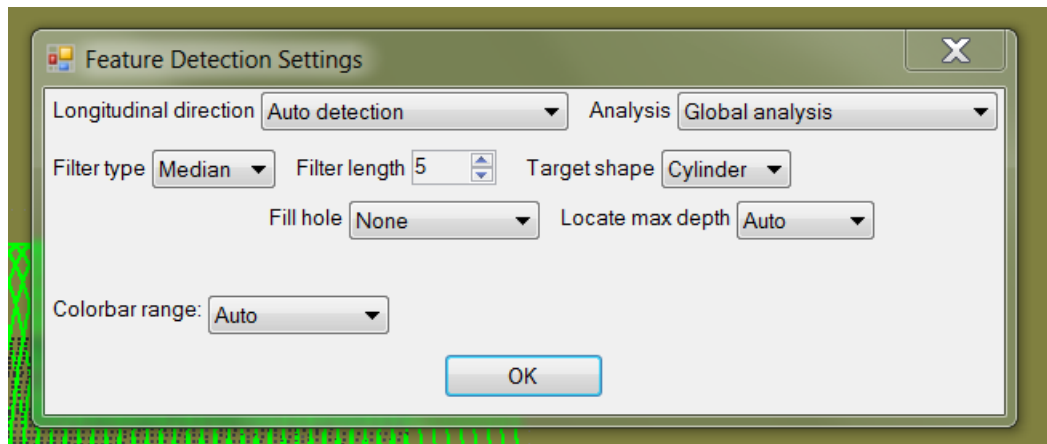 Feature Detection Settings
Longitudinal direction Auto detection Analysis Global analysis
Filter type Median Filter length 5 Target shape Cylinder
Fill hole None Locate max depth Auto
Colorbar range: Auto
OK